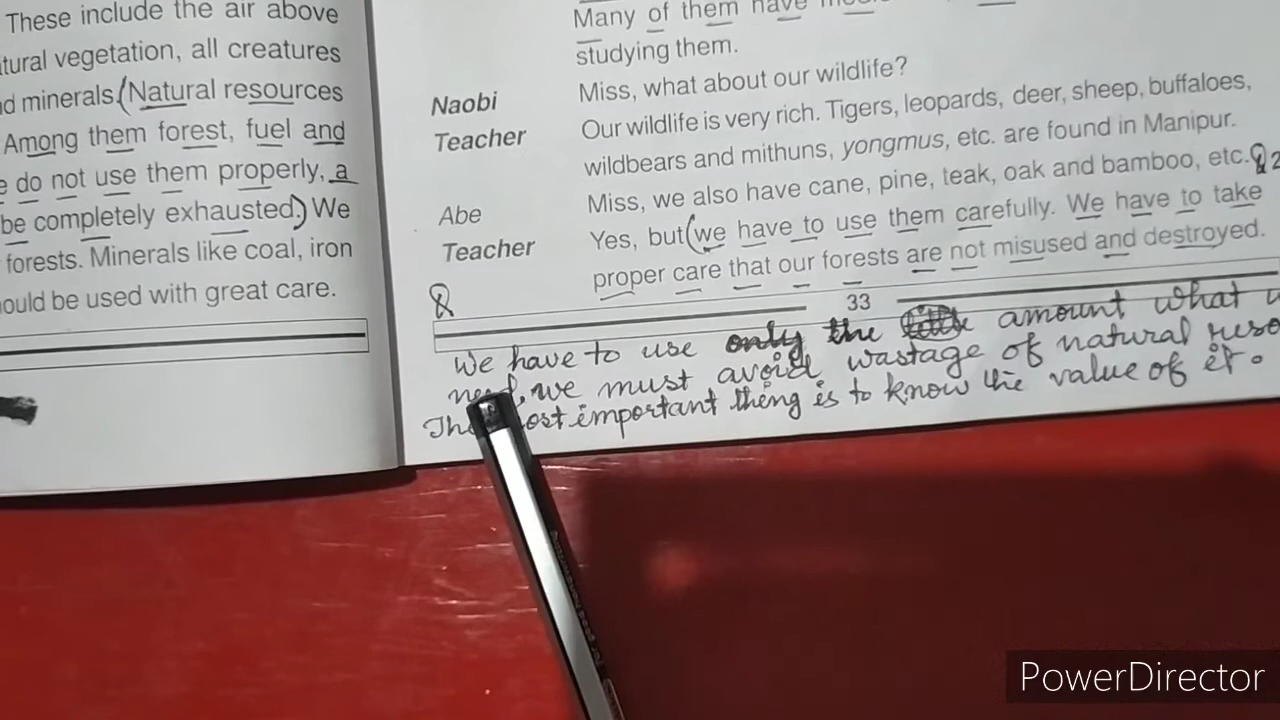 These include the air above
tural vegetation, all creatures
d minerals. (Natural resources
Among them forest, fuel and
e do not use them properly, a
be completely exhausted.) We
forests. Minerals like coal, iron
ould be used with great care.
Many of them have
studying them.
Naobi Miss, what about our wildlife?
Teacher Our wildlife is very rich. Tigers, leopards, deer, sheep, buffaloes,
wildbears and mithuns, yongmus, etc. are found in Manipur.
Abe Miss, we also have cane, pine, teak, oak and bamboo, etc.
Teacher Yes, but (we have to use them carefully. We have to take
proper care that our forests are not misused and destroyed.
33
We have to use only the amount what
need, we must avoid wastage of natural reso
The most important thing is to know the value of it.
PowerDirector